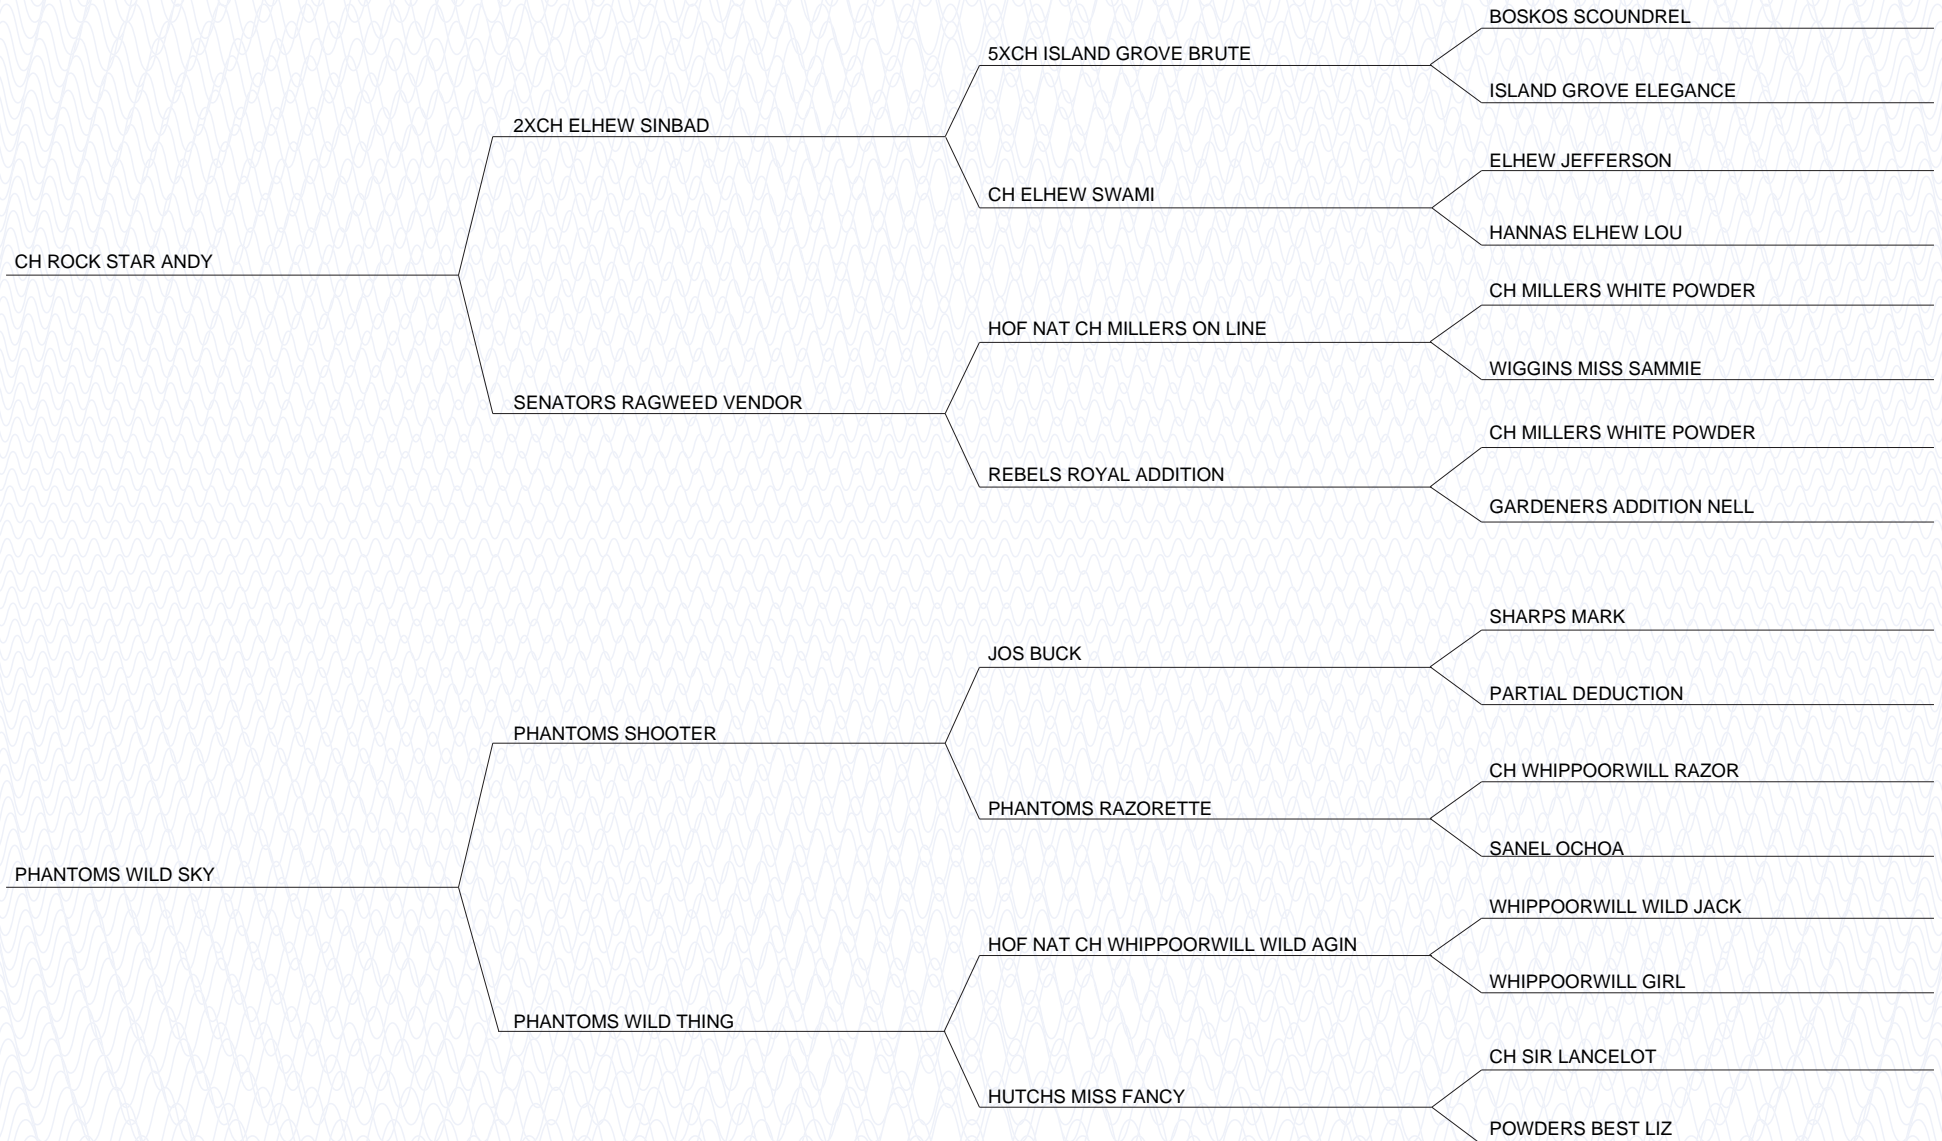 BOSKOS SCOUNDREL
5XCH ISLAND GROVE BRUTE
ISLAND GROVE ELEGANCE
2XCH ELHEW SINBAD
ELHEW JEFFERSON
CH ELHEW SWAMI
HANNAS ELHEW LOU
CH ROCK STAR ANDY
CH MILLERS WHITE POWDER
HOF NAT CH MILLERS ON LINE
WIGGINS MISS SAMMIE
SENATORS RAGWEED VENDOR
CH MILLERS WHITE POWDER
REBELS ROYAL ADDITION
GARDENERS ADDITION NELL
SHARPS MARK
JOS BUCK
PARTIAL DEDUCTION
PHANTOMS SHOOTER
CH WHIPPOORWILL RAZOR
PHANTOMS RAZORETTE
SANEL OCHOA
PHANTOMS WILD SKY
WHIPPOORWILL WILD JACK
HOF NAT CH WHIPPOORWILL WILD AGIN
WHIPPOORWILL GIRL
PHANTOMS WILD THING
CH SIR LANCELOT
HUTCHS MISS FANCY
POWDERS BEST LIZ